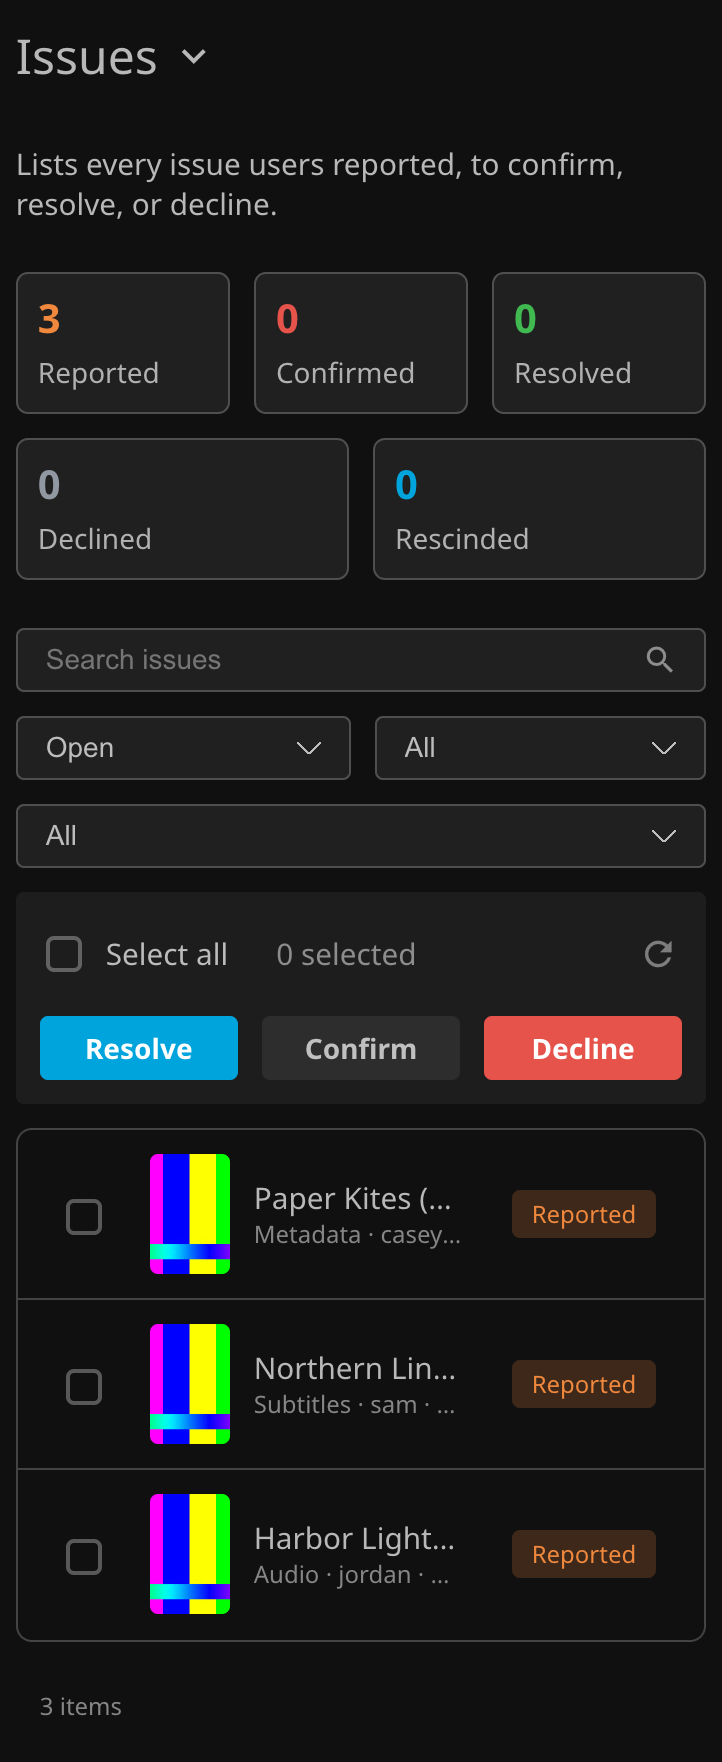 Issues
Lists every issue users reported, to confirm,
resolve, or decline.
3
Reported
0
Confirmed
0
Resolved
0
Declined
0
Rescinded
Search issues
Open
All
All
Select all
0 selected
Resolve
Confirm
Decline
Paper Kites (...
Metadata · casey...
Reported
Northern Lin...
Subtitles · sam · ...
Reported
Harbor Light...
Audio · jordan · ...
Reported
3 items